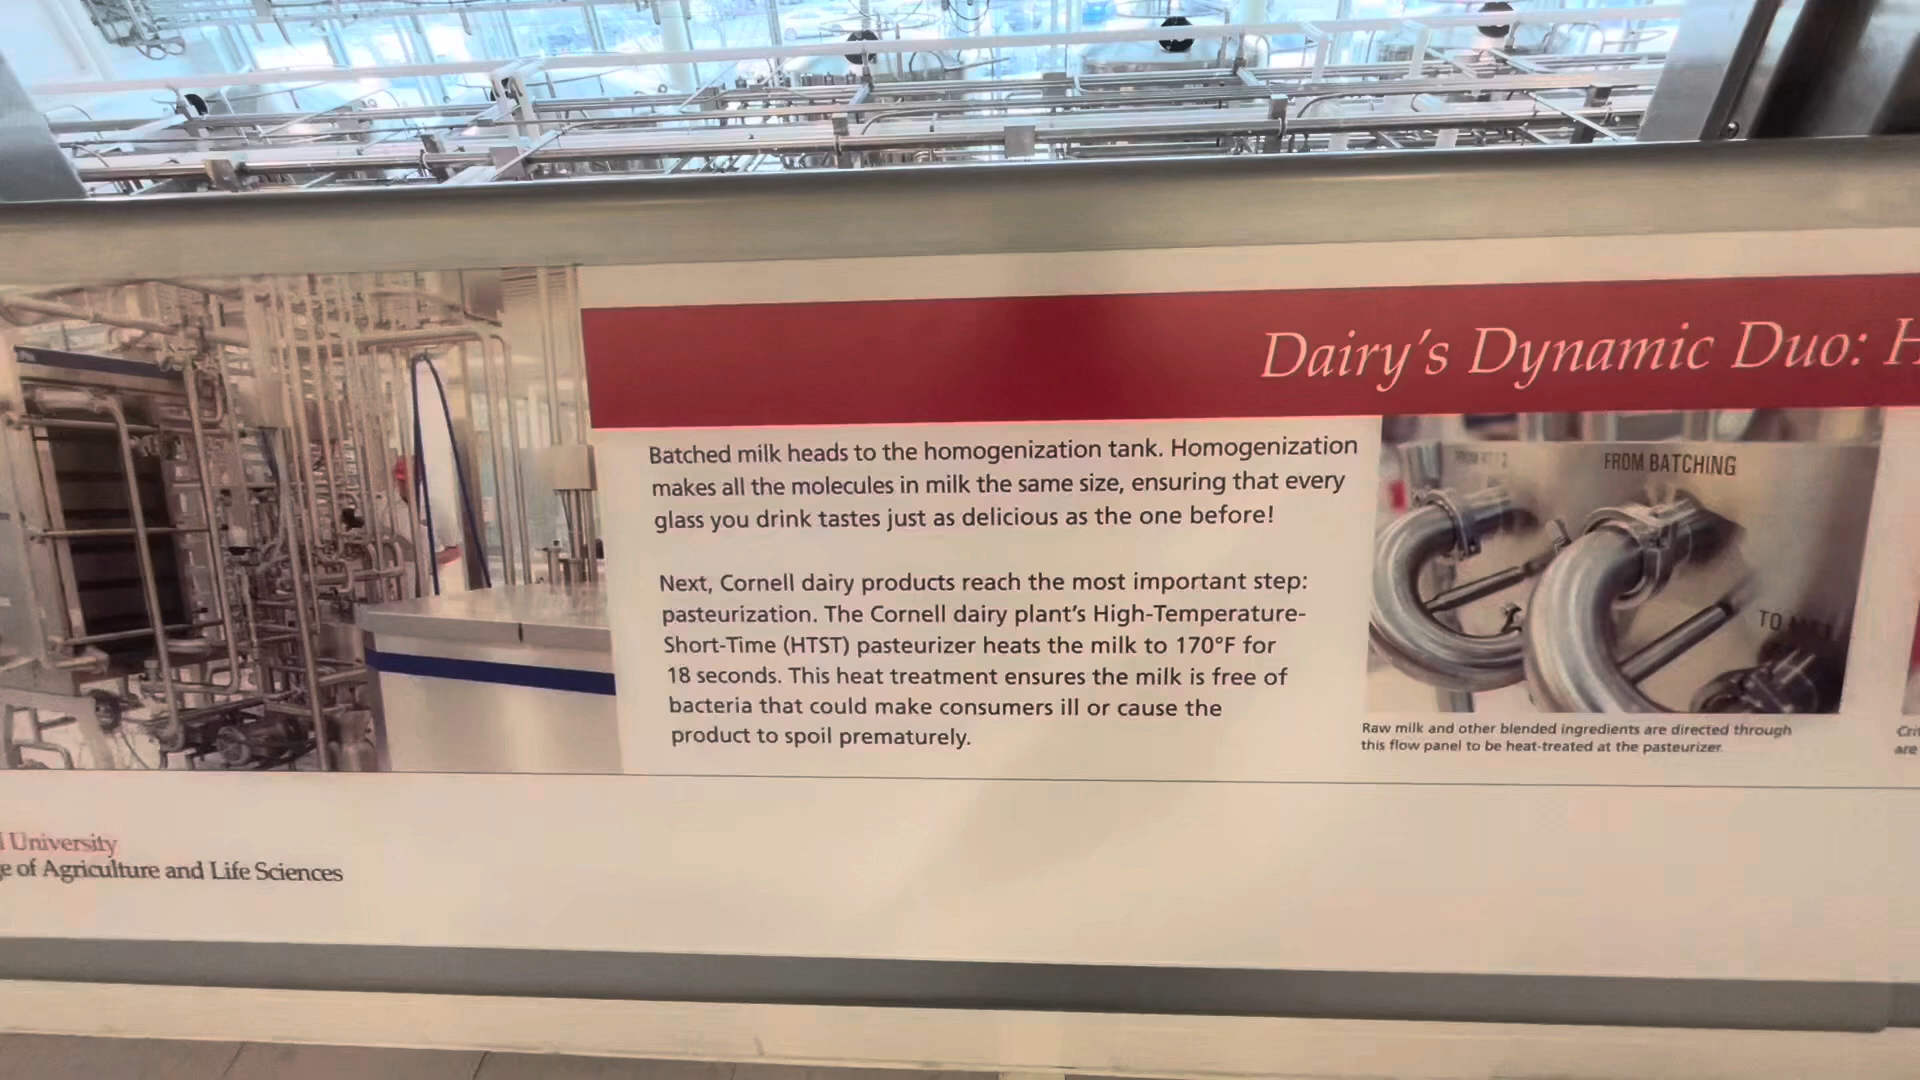 Dairy's Dynamic Duo: H
Batched milk heads to the homogenization tank. Homogenization
makes all the molecules in milk the same size, ensuring that every
glass you drink tastes just as delicious as the one before!
Next, Cornell dairy products reach the most important step:
pasteurization. The Cornell dairy plant's High-Temperature-
Short-Time (HTST) pasteurizer heats the milk to 170°F for
18 seconds. This heat treatment ensures the milk is free of
bacteria that could make consumers ill or cause the
product to spoil prematurely.
FROM BATCHING
TO
Raw milk and other blended ingredients are directed through
this flow panel to be heat-treated at the pasteurizer.
are
University
of Agriculture and Life Sciences